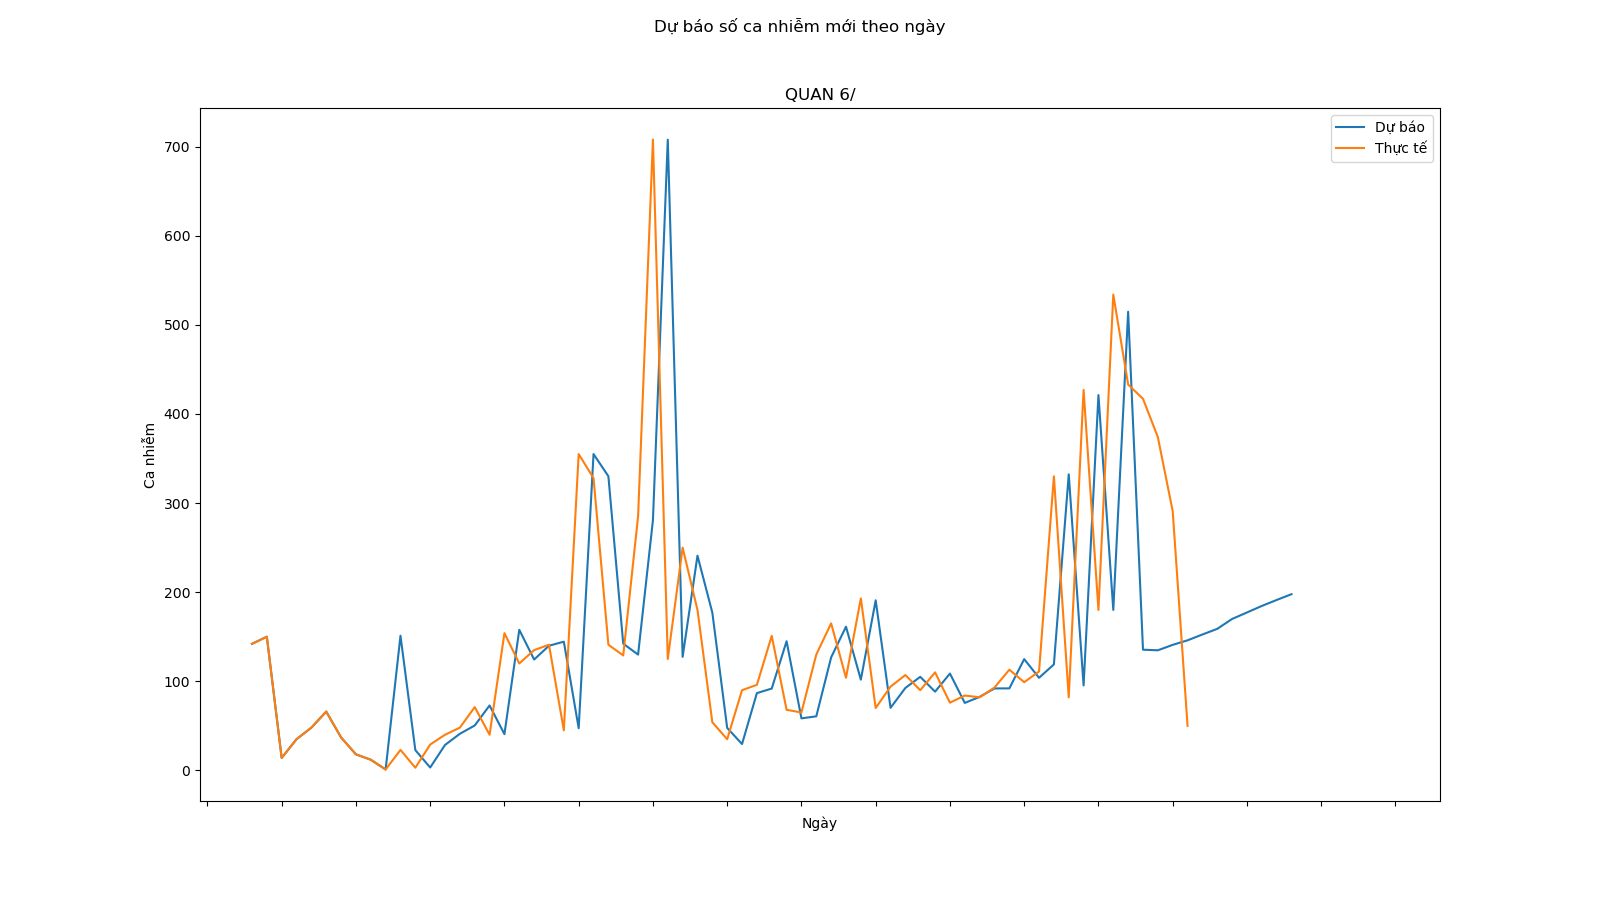 Dự báo số ca nhiễm mới theo ngày
QUAN 6/
Dự báo
Thực tế
700
600
500
400
300
200
100
0
Ca nhiễm
Ngày